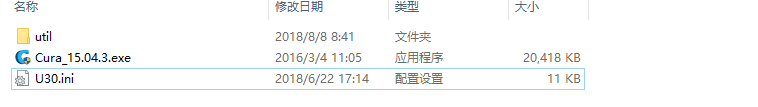 名称 修改日期 类型 大小
util 2018/8/8 8:41 文件夹
Cura_15.04.3.exe 2016/3/4 11:05 应用程序 20,418 KB
U30.ini 2018/6/22 17:14 配置设置 11 KB